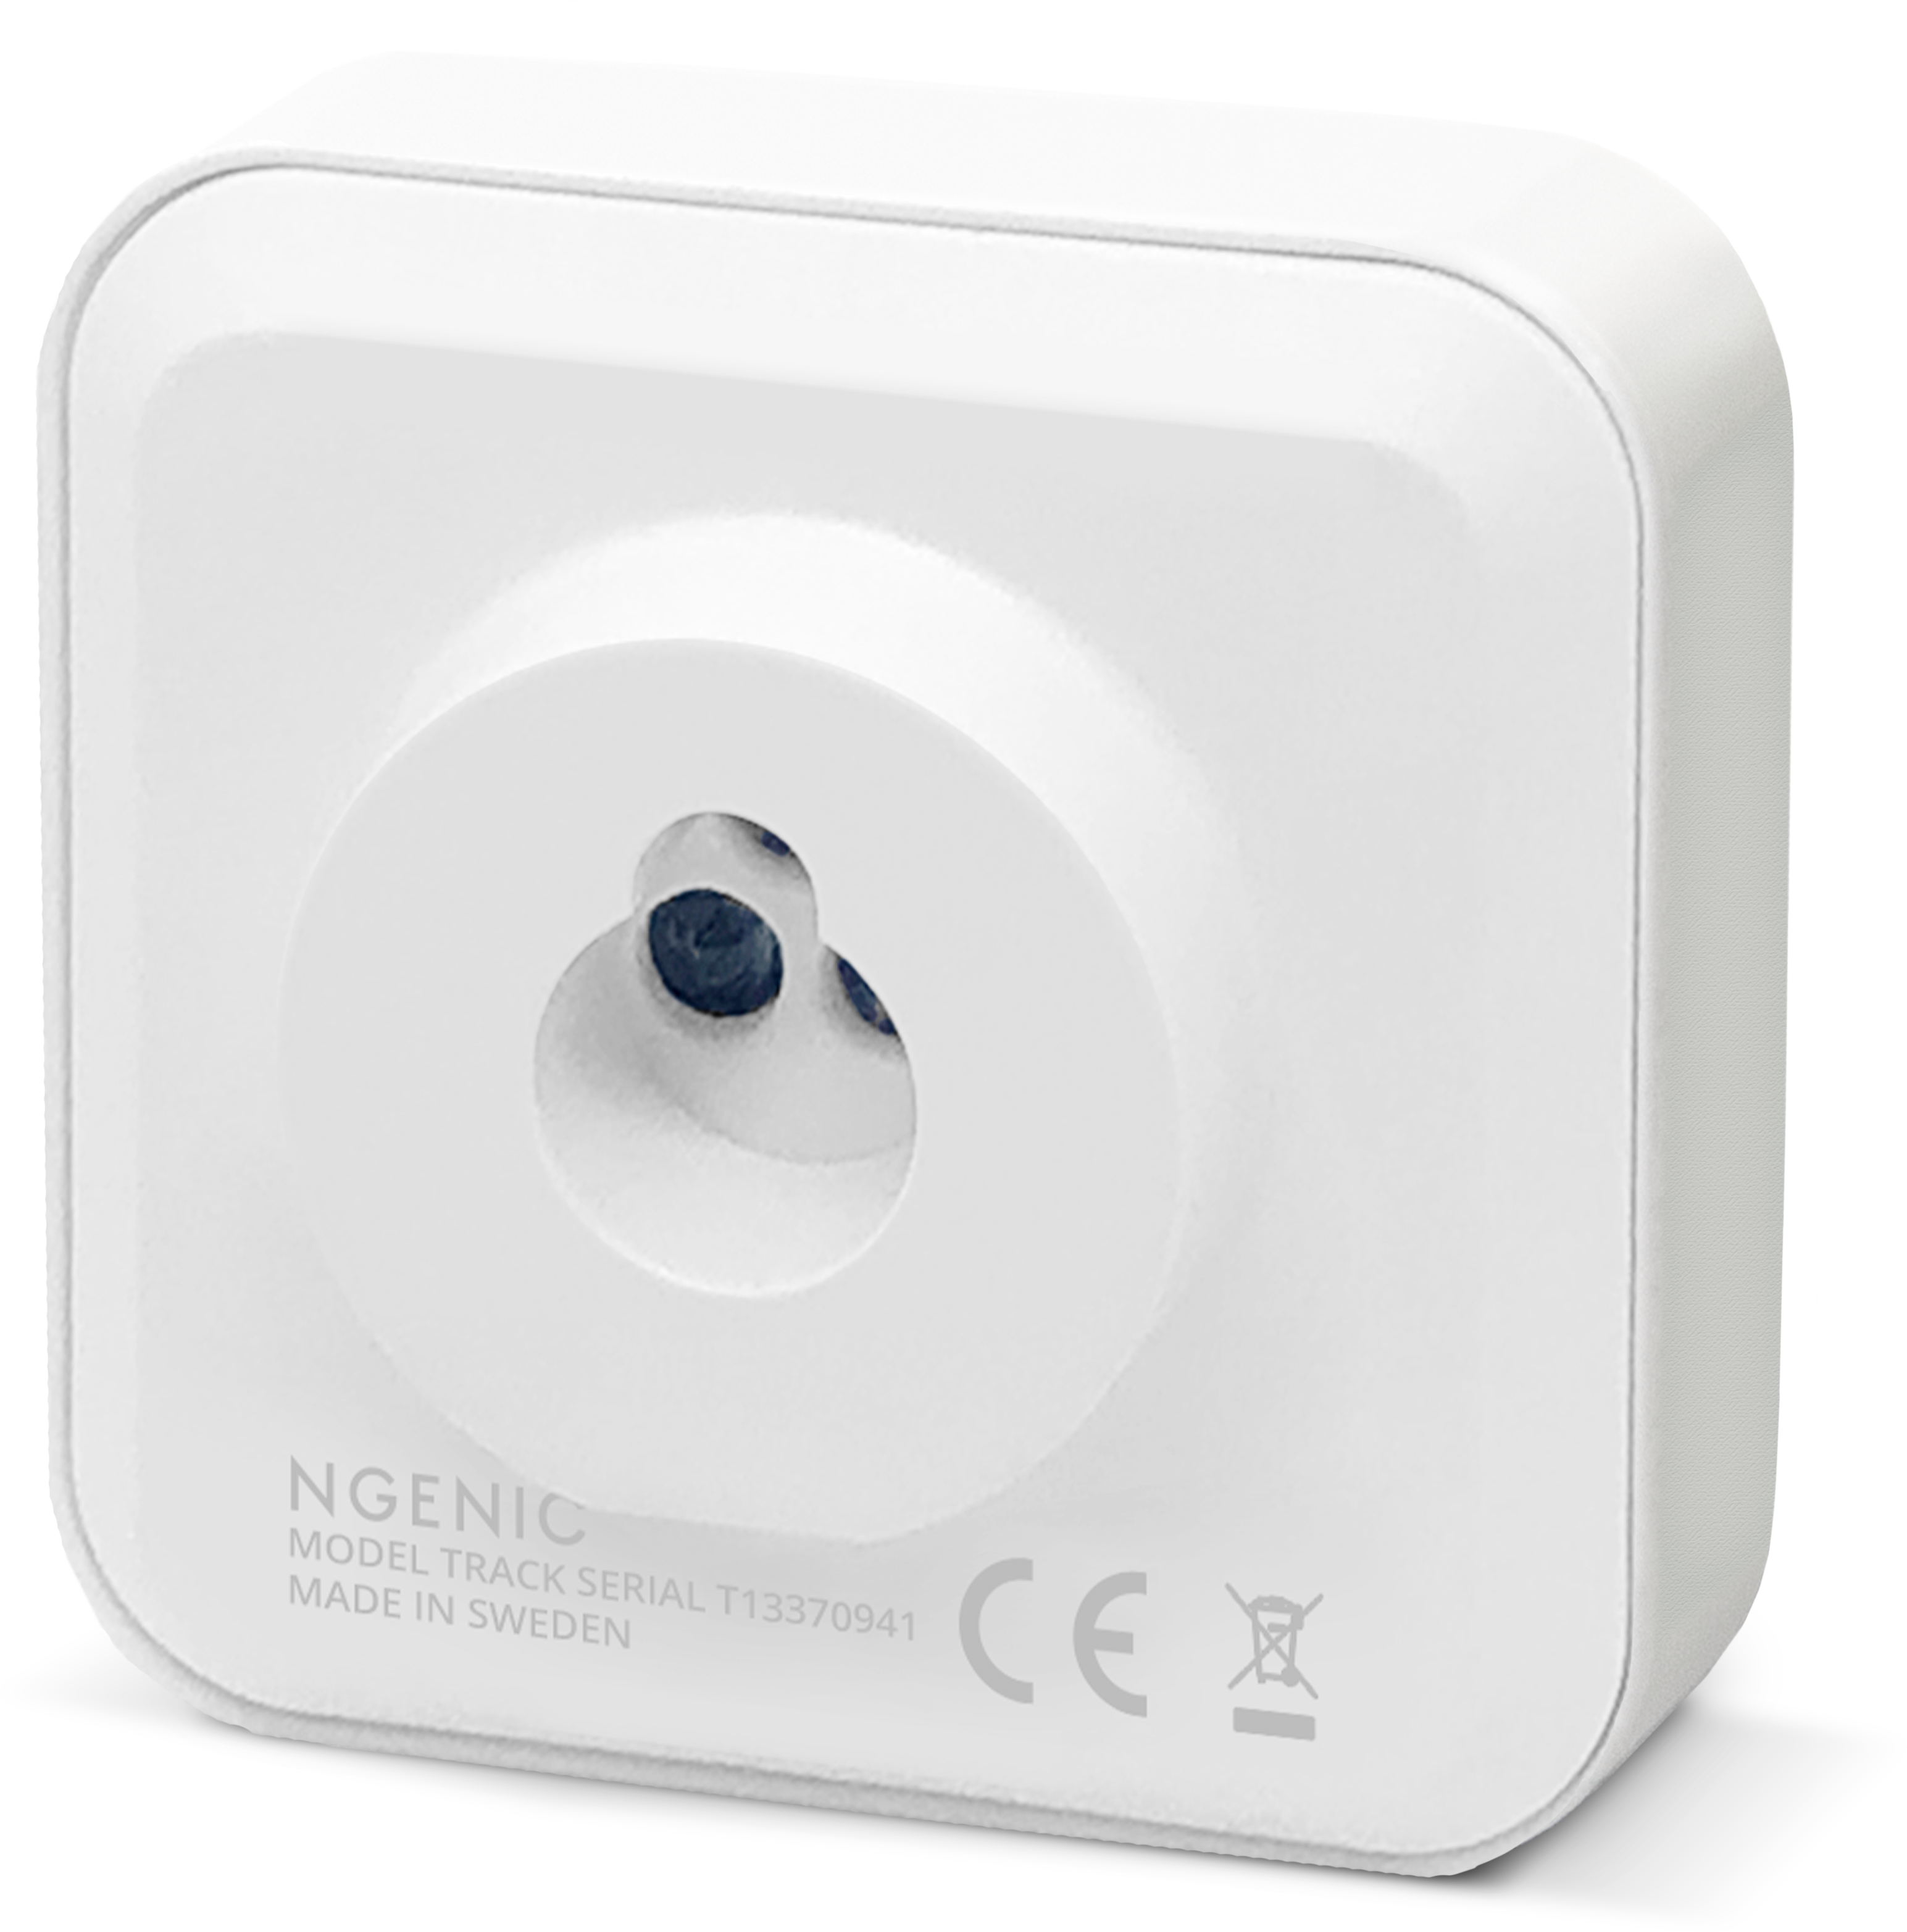 NGENIC
MODEL TRACK SERIAL T13370941
MADE IN SWEDEN
CE